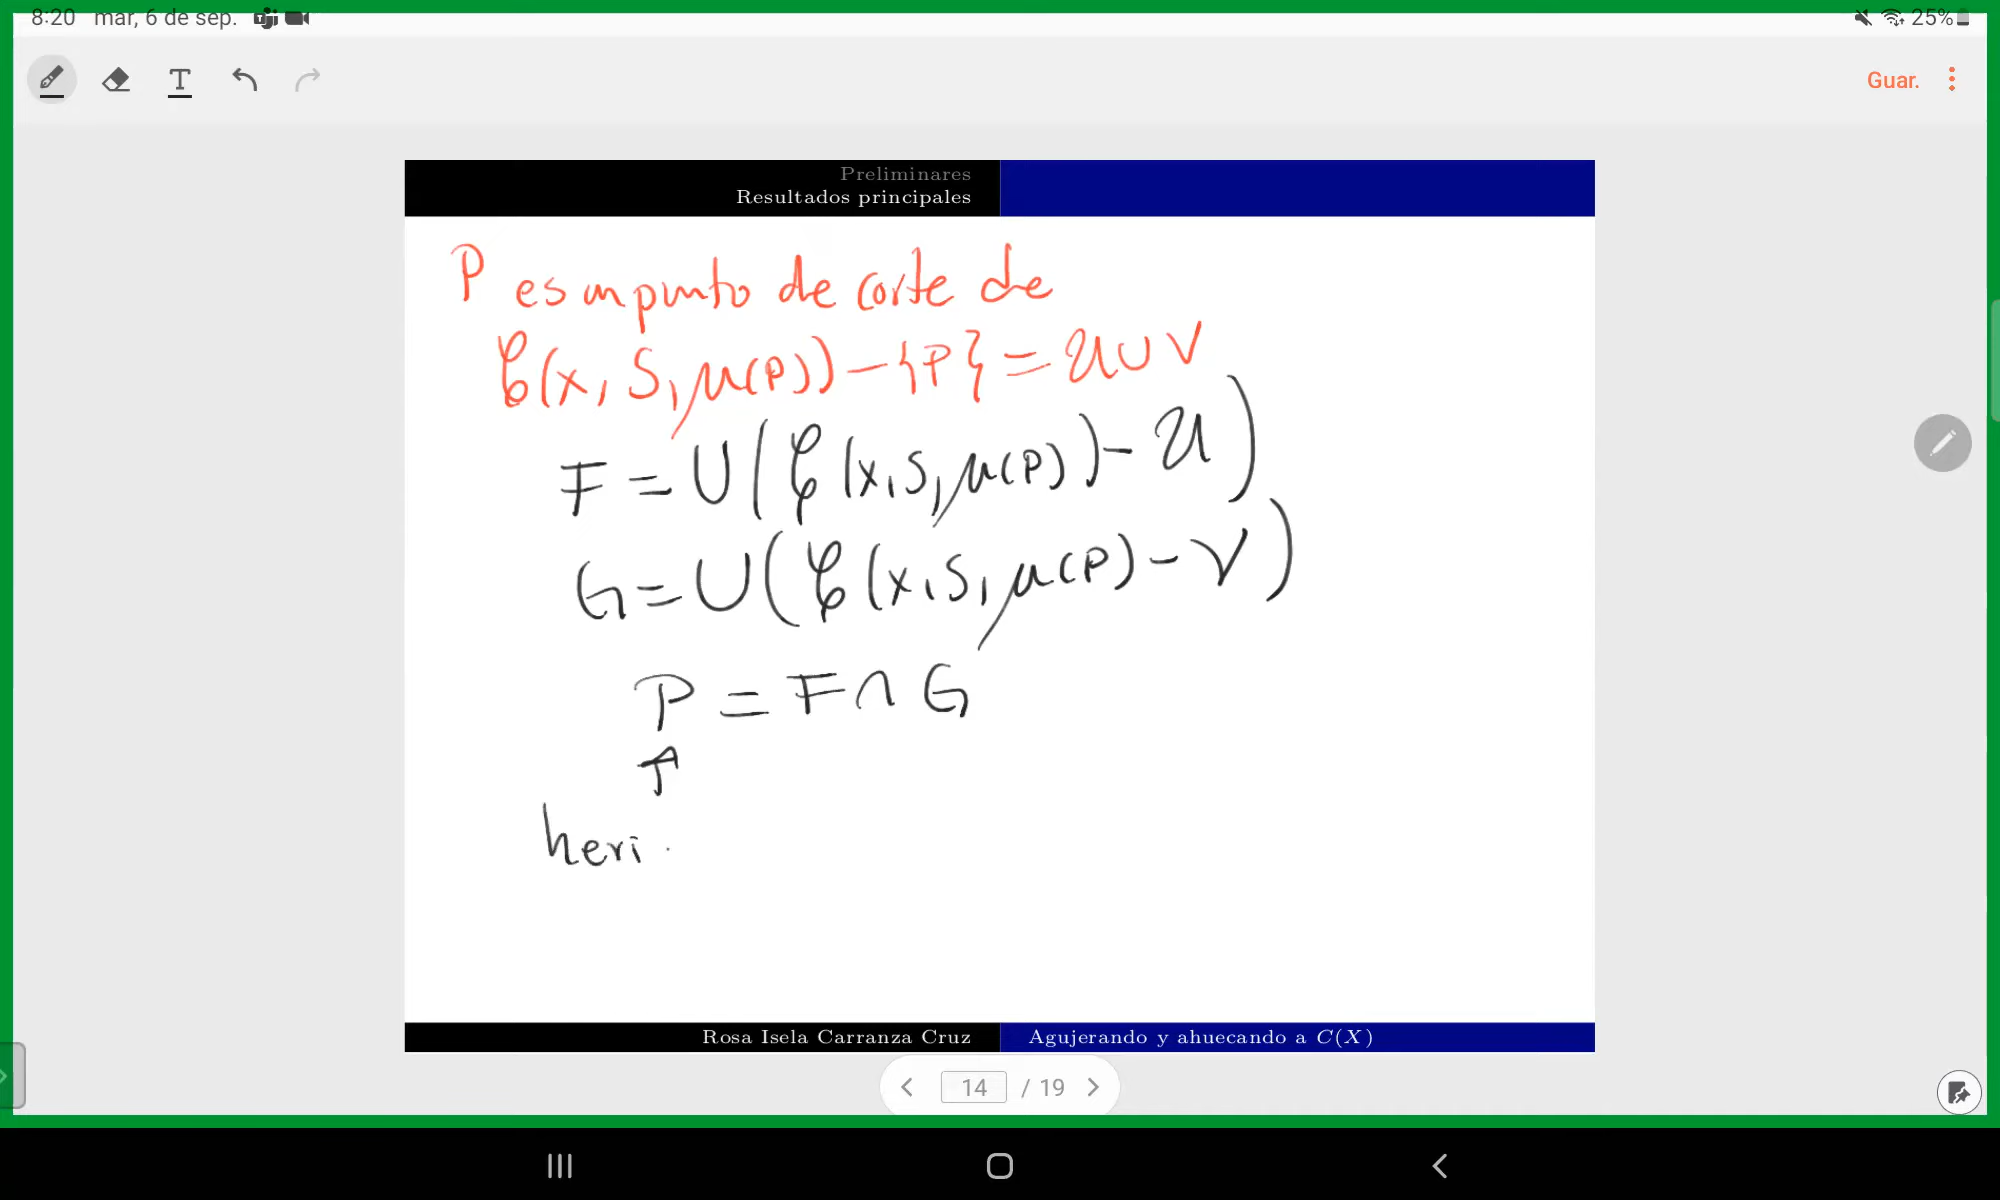 8:20 mar, 6 de sep. 25%
T Guar.
Preliminares
Resultados principales
P es un punto de corte de
𝒞(X, S, μ(P)) - {P} = 𝒰 ∪ 𝒱
F = ∪(𝒞(X, S, μ(P)) - 𝒰)
G = ∪(𝒞(X, S, μ(P) - 𝒱)
P = F ∩ G
↑
heri.
Rosa Isela Carranza Cruz Agujerando y ahuecando a C(X)
14 / 19